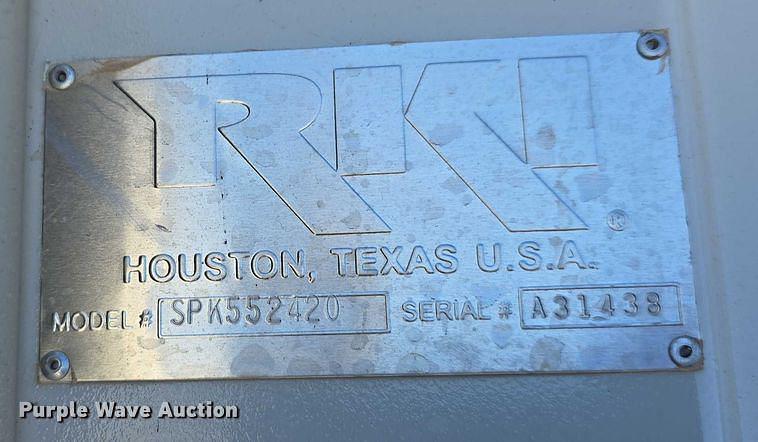 RKI ®
HOUSTON, TEXAS U.S.A.
MODEL # SPK552420 SERIAL # A31438
Purple Wave Auction